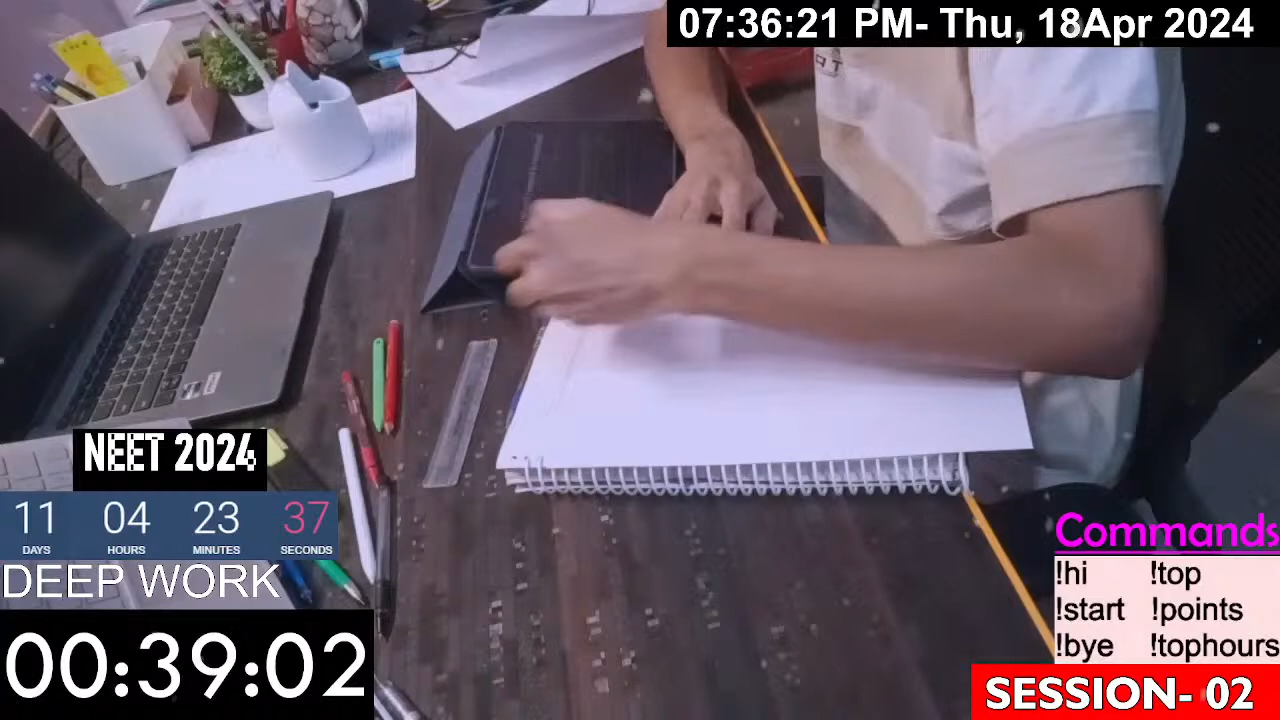 07:36:21 PM- Thu, 18Apr 2024
NEET 2024
11 04 23 37
DAYS HOURS MINUTES SECONDS
DEEP WORK
00:39:02
Commands
!hi !top
!start !points
!bye !tophours
SESSION- 02